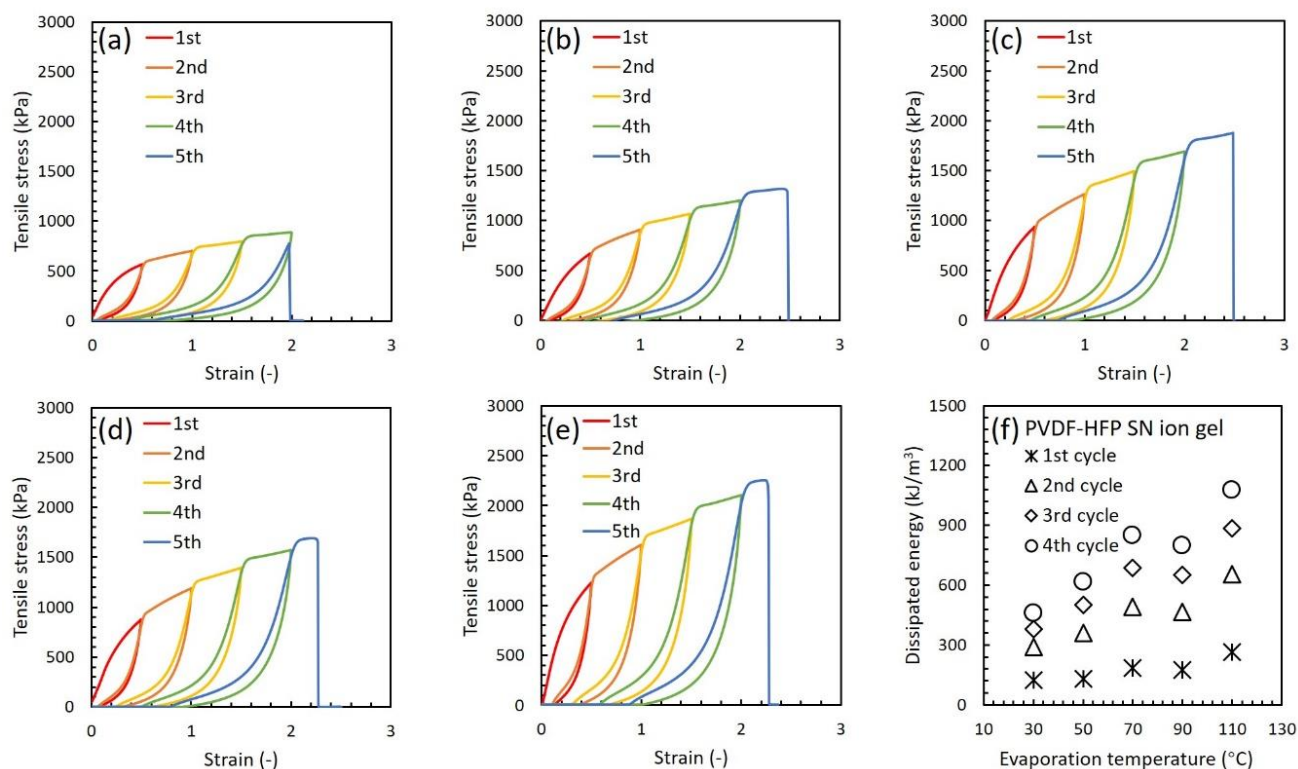 (a)
Tensile stress (kPa)
3000
2500
2000
1500
1000
500
0
1st
2nd
3rd
4th
5th
0 1 2 3
Strain (-)
(b)
Tensile stress (kPa)
3000
2500
2000
1500
1000
500
0
1st
2nd
3rd
4th
5th
0 1 2 3
Strain (-)
(c)
Tensile stress (kPa)
3000
2500
2000
1500
1000
500
0
1st
2nd
3rd
4th
5th
0 1 2 3
Strain (-)
(d)
Tensile stress (kPa)
3000
2500
2000
1500
1000
500
0
1st
2nd
3rd
4th
5th
0 1 2 3
Strain (-)
(e)
Tensile stress (kPa)
3000
2500
2000
1500
1000
500
0
1st
2nd
3rd
4th
5th
0 1 2 3
Strain (-)
(f) PVDF-HFP SN ion gel
Dissipated energy (kJ/m³)
1500
1200
900
600
300
0
1st cycle
2nd cycle
3rd cycle
4th cycle
10 30 50 70 90 110 130
Evaporation temperature (°C)